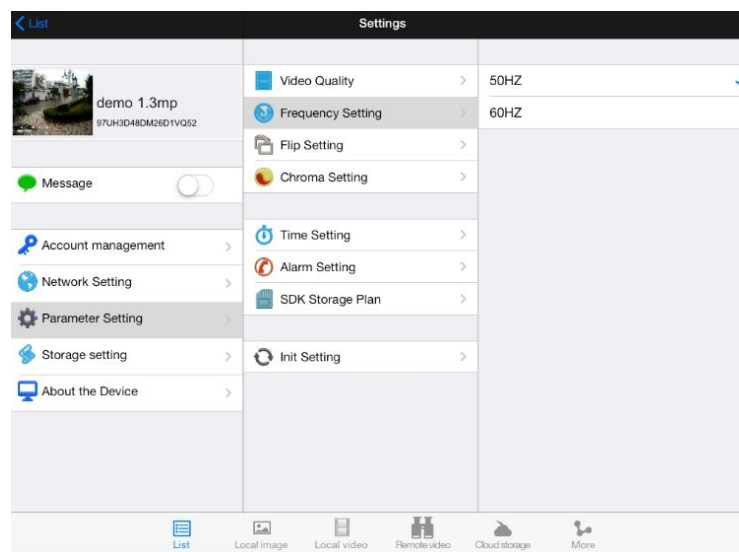 List
Settings
demo 1.3mp
97UH3D48DM26D1VQ52
Message
Account management
Network Setting
Parameter Setting
Storage setting
About the Device
Video Quality
Frequency Setting
Flip Setting
Chroma Setting
Time Setting
Alarm Setting
SDK Storage Plan
Init Setting
50HZ
60HZ
List
Local image
Local video
Remote video
Cloud storage
More